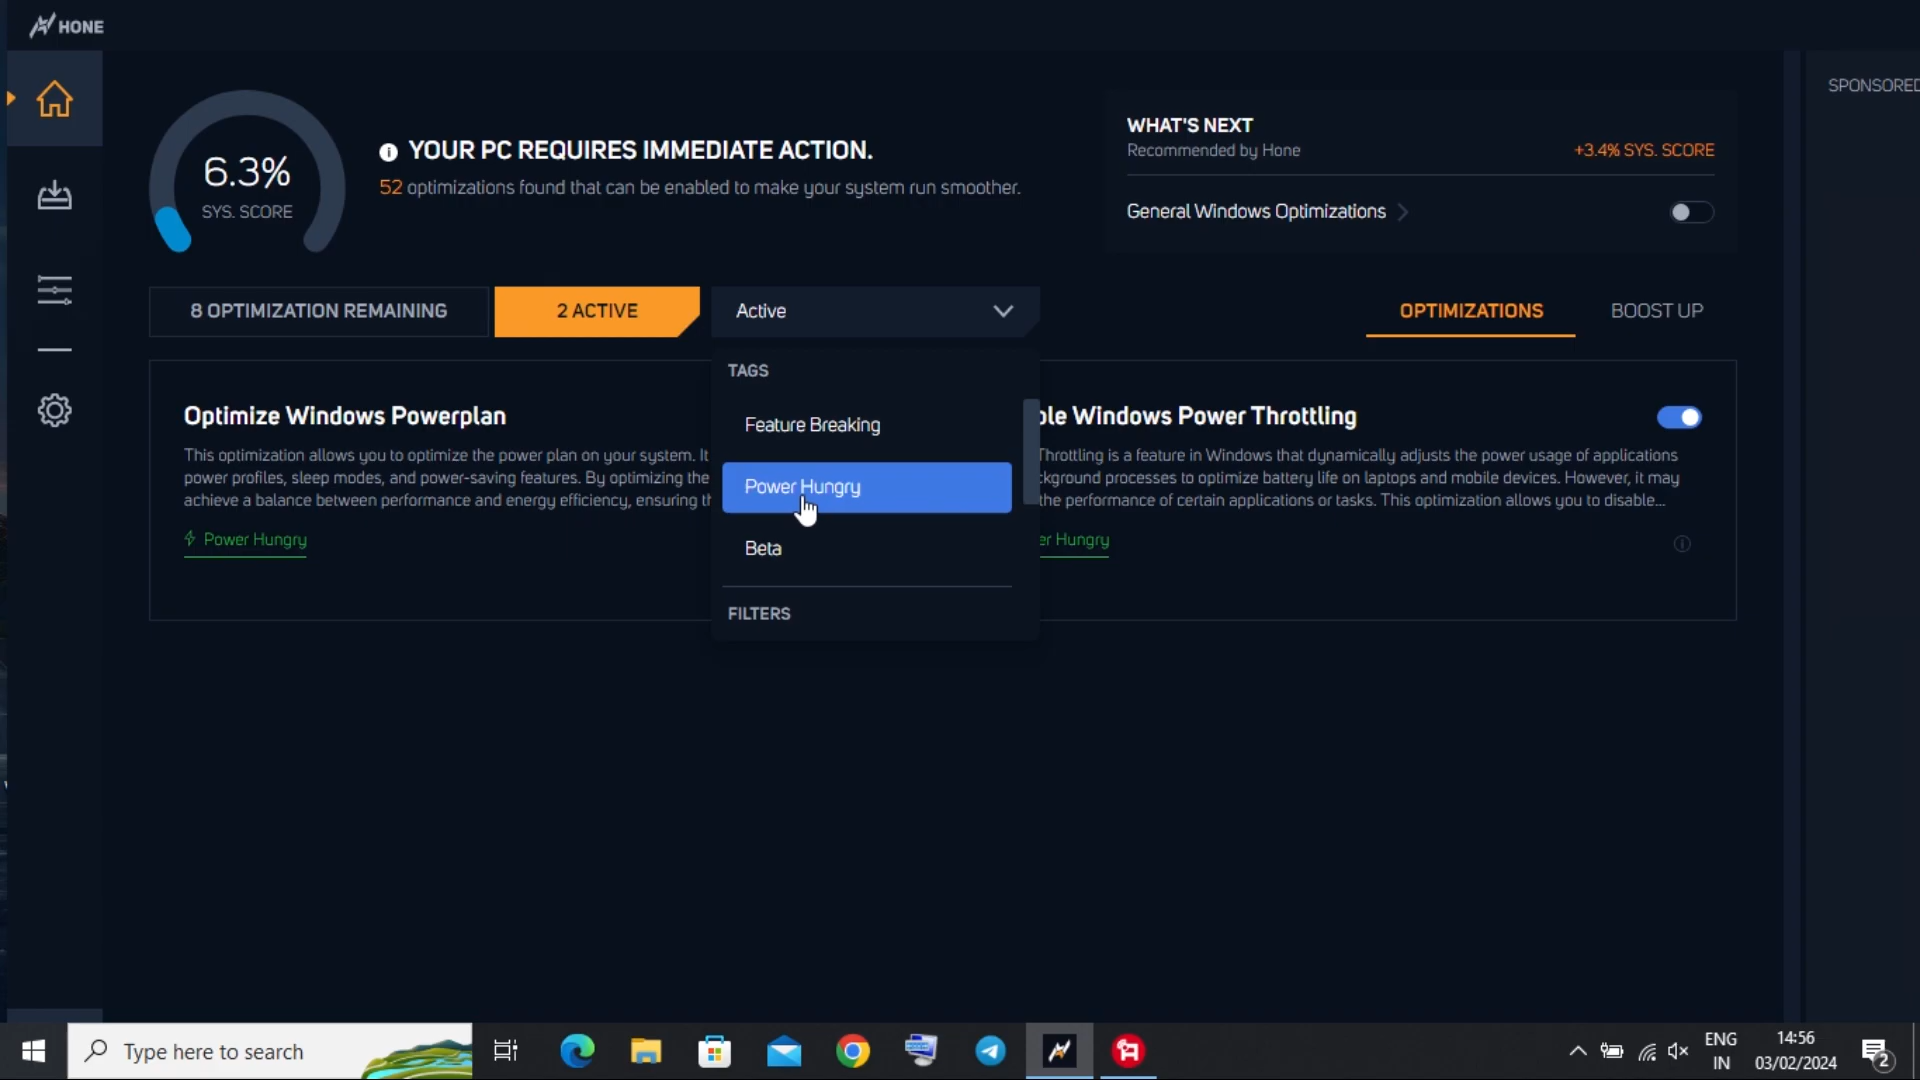 HONE
SPONSORED
6.3%
SYS. SCORE
YOUR PC REQUIRES IMMEDIATE ACTION.
52 optimizations found that can be enabled to make your system run smoother.
WHAT'S NEXT
Recommended by Hone
+3.4% SYS. SCORE
General Windows Optimizations
8 OPTIMIZATION REMAINING
2 ACTIVE
Active
OPTIMIZATIONS
BOOST UP
TAGS
Feature Breaking
Power Hungry
Beta
FILTERS
Optimize Windows Powerplan
This optimization allows you to optimize the power plan on your system. It
power profiles, sleep modes, and power-saving features. By optimizing the
achieve a balance between performance and energy efficiency, ensuring th
Power Hungry
ble Windows Power Throttling
Throttling is a feature in Windows that dynamically adjusts the power usage of applications
kground processes to optimize battery life on laptops and mobile devices. However, it may
the performance of certain applications or tasks. This optimization allows you to disable...
er Hungry
Type here to search
ENG
IN
14:56
03/02/2024
2